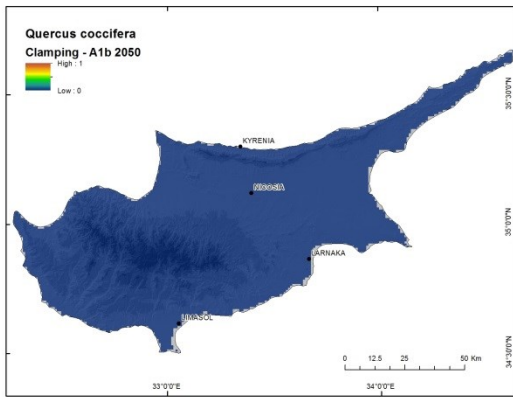 Quercus coccifera
Clamping - A1b 2050
High : 1
Low : 0
KYRENIA
NICOSIA
LARNAKA
LIMASOL
35°30'0"N
35°0'0"N
34°30'0"N
0 12.5 25 50 Km
33°0'0"E 34°0'0"E